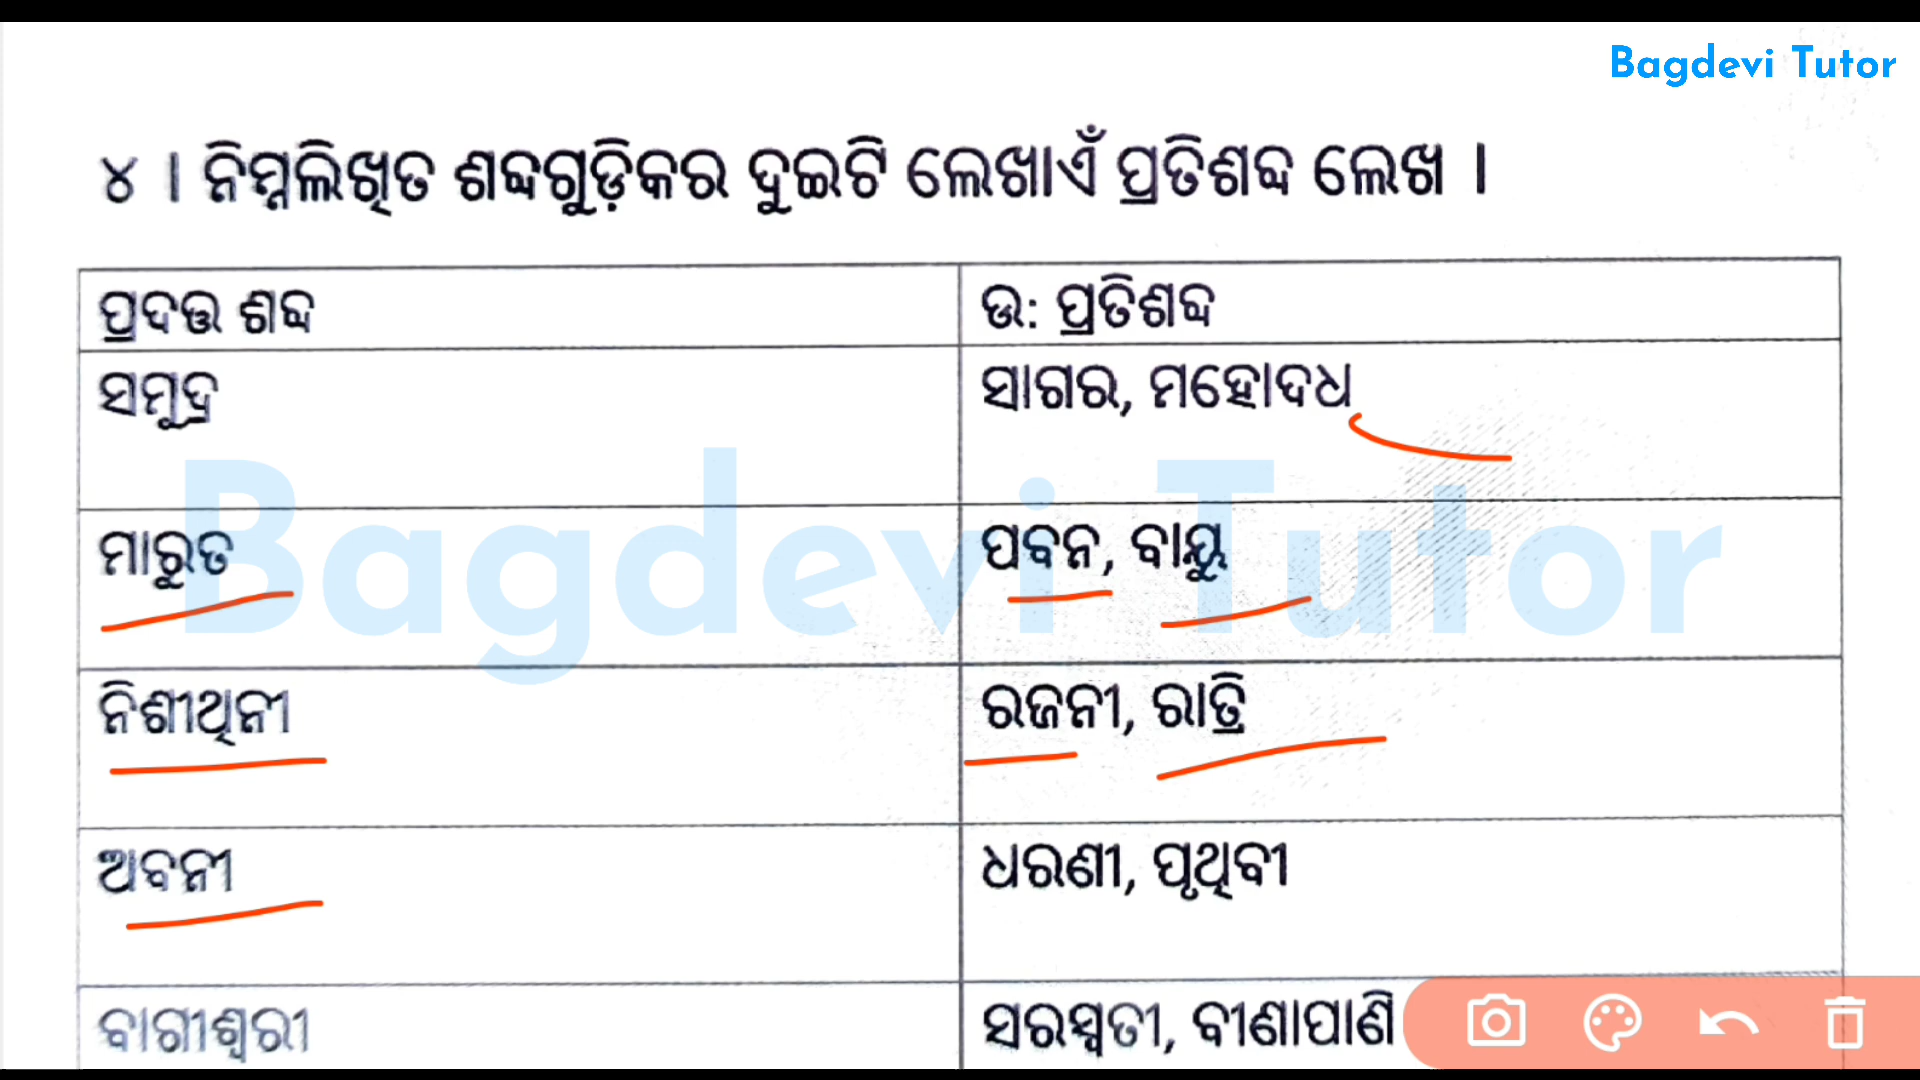 Bagdevi Tutor
୪ । ନିମ୍ନଲିଖିତ ଶବ୍ଦଗୁଡ଼ିକର ଦୁଇଟି ଲେଖାଏଁ ପ୍ରତିଶବ୍ଦ ଲେଖ ।
ପ୍ରଦତ୍ତ ଶବ୍ଦ	ଉ: ପ୍ରତିଶବ୍ଦ
ସମୁଦ୍ର	ସାଗର, ମହୋଦଧି
ମାରୁତ	ପବନ, ବାୟୁ
ନିଶୀଥିନୀ	ରଜନୀ, ରାତ୍ରି
ଅବନୀ	ଧରଣୀ, ପୃଥିବୀ
ବାଗୀଶ୍ୱରୀ	ସରସ୍ୱତୀ, ବୀଣାପାଣି
Bagdevi Tutor